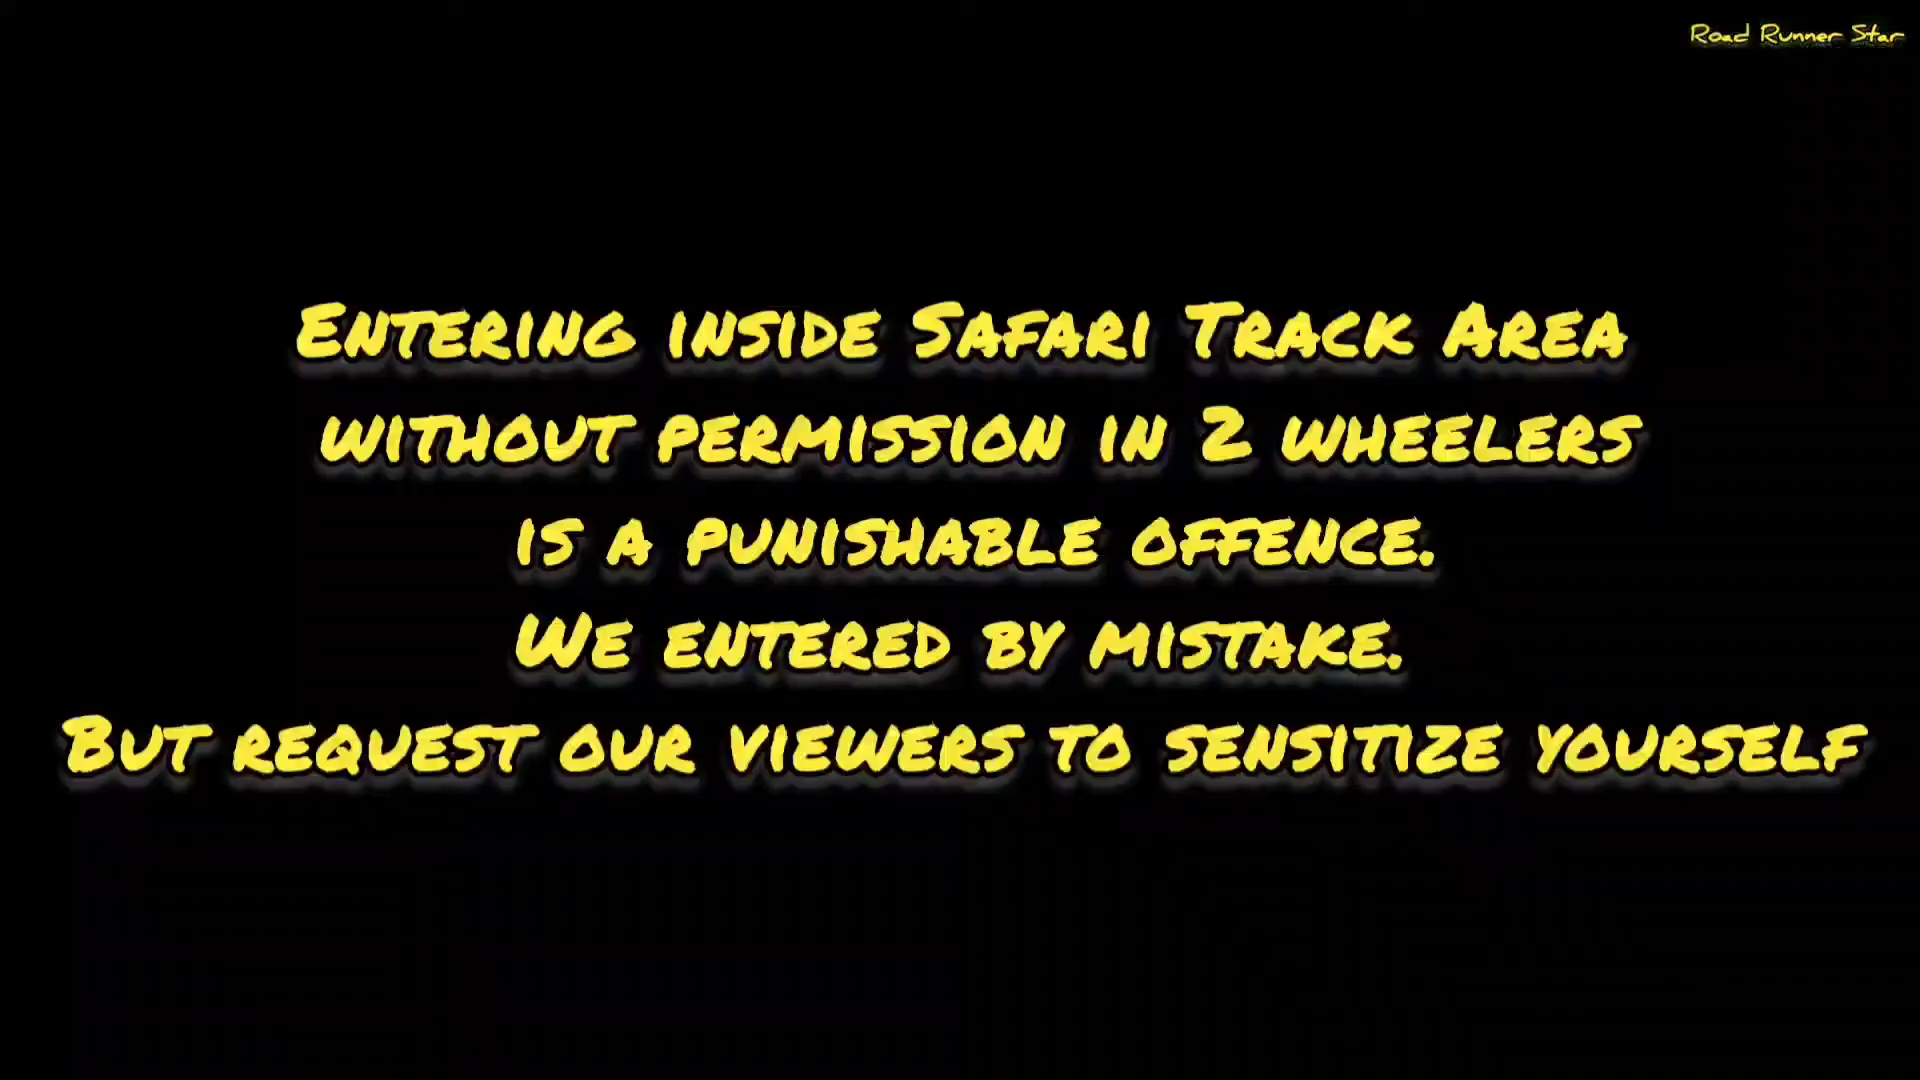 Road Runner Star
Entering inside Safari Track Area
without permission in 2 wheelers
is a punishable offence.
We entered by mistake.
But request our viewers to sensitize yourself